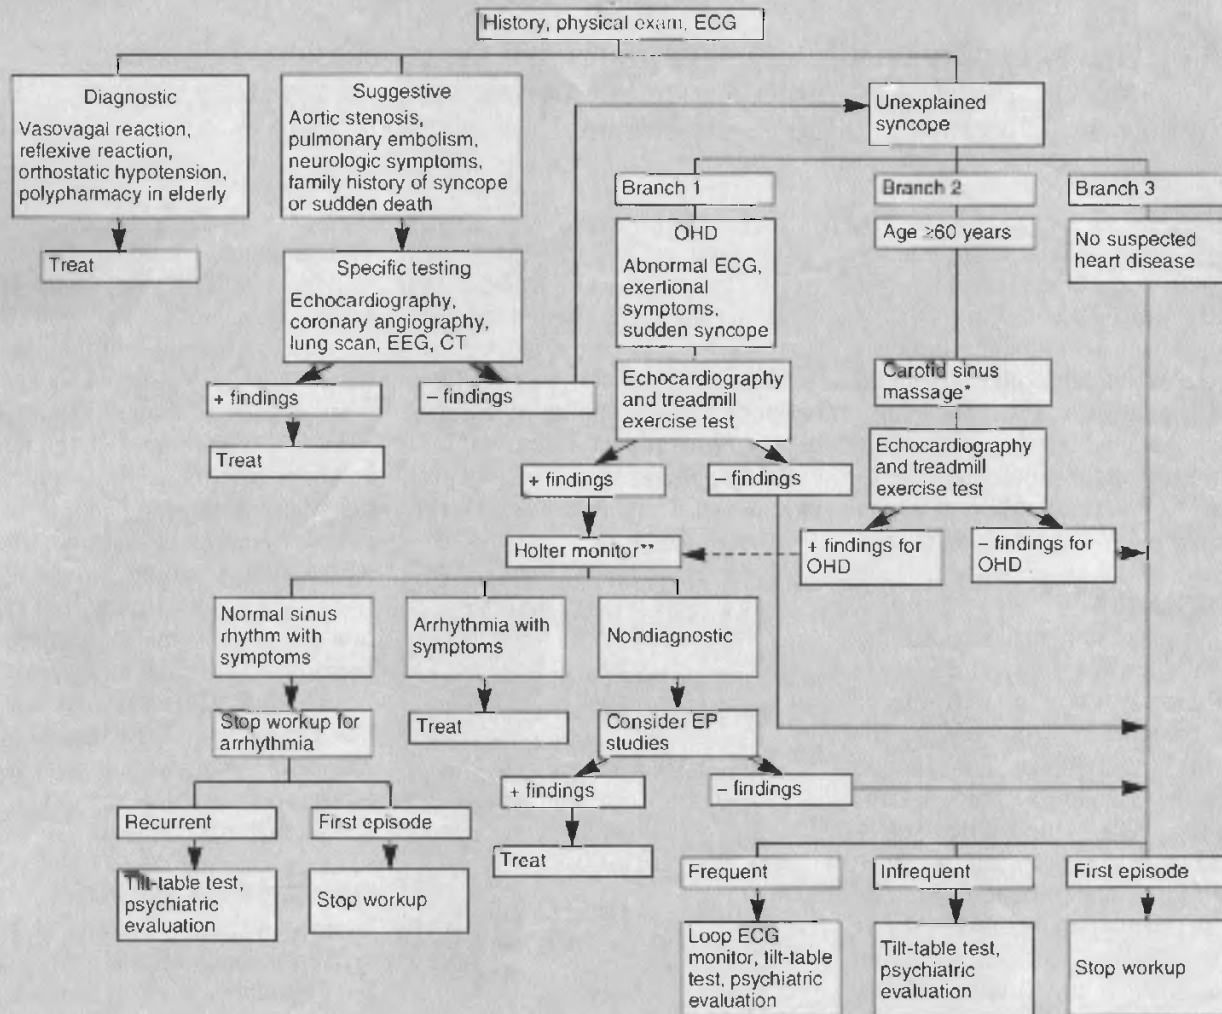 History, physical exam, ECG
Diagnostic
Vasovagal reaction,
reflexive reaction,
orthostatic hypotension,
polypharmacy in elderly
Treat
Suggestive
Aortic stenosis,
pulmonary embolism,
neurologic symptoms,
family history of syncope
or sudden death
Specific testing
Echocardiography,
coronary angiography,
lung scan, EEG, CT
+ findings
– findings
Treat
Unexplained
syncope
Branch 1
OHD
Abnormal ECG,
exertional
symptoms,
sudden syncope
Echocardiography
and treadmill
exercise test
+ findings
– findings
Branch 2
Age ≥60 years
Carotid sinus
massage*
Echocardiography
and treadmill
exercise test
+ findings for
OHD
– findings for
OHD
Branch 3
No suspected
heart disease
Holter monitor**
Normal sinus
rhythm with
symptoms
Stop workup for
arrhythmia
Recurrent
Tilt-table test,
psychiatric
evaluation
First episode
Stop workup
Arrhythmia with
symptoms
Treat
Nondiagnostic
Consider EP
studies
+ findings
– findings
Treat
Frequent
Loop ECG
monitor, tilt-table
test, psychiatric
evaluation
Infrequent
Tilt-table test,
psychiatric
evaluation
First episode
Stop workup